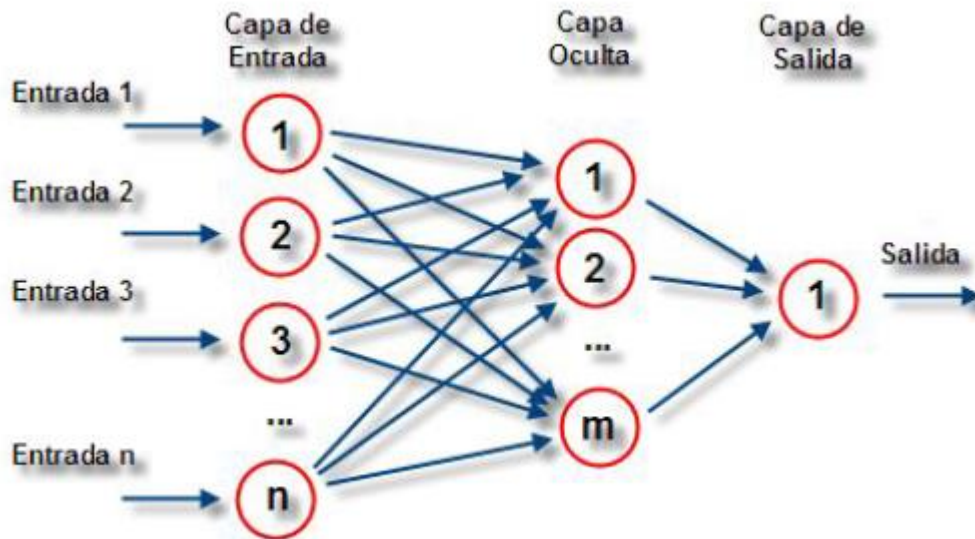 Capa de
Entrada
Capa
Oculta
Capa de
Salida
Entrada 1
1
Entrada 2
2
Entrada 3
3
...
Entrada n
n
1
2
...
m
1
Salida